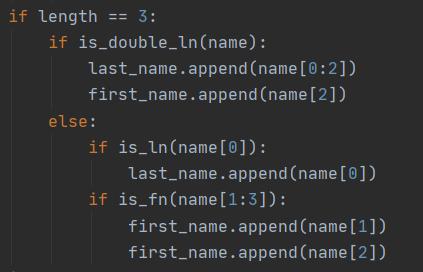 if length == 3:
    if is_double_ln(name):
        last_name.append(name[0:2])
        first_name.append(name[2])
    else:
        if is_ln(name[0]):
            last_name.append(name[0])
        if is_fn(name[1:3]):
            first_name.append(name[1])
            first_name.append(name[2])